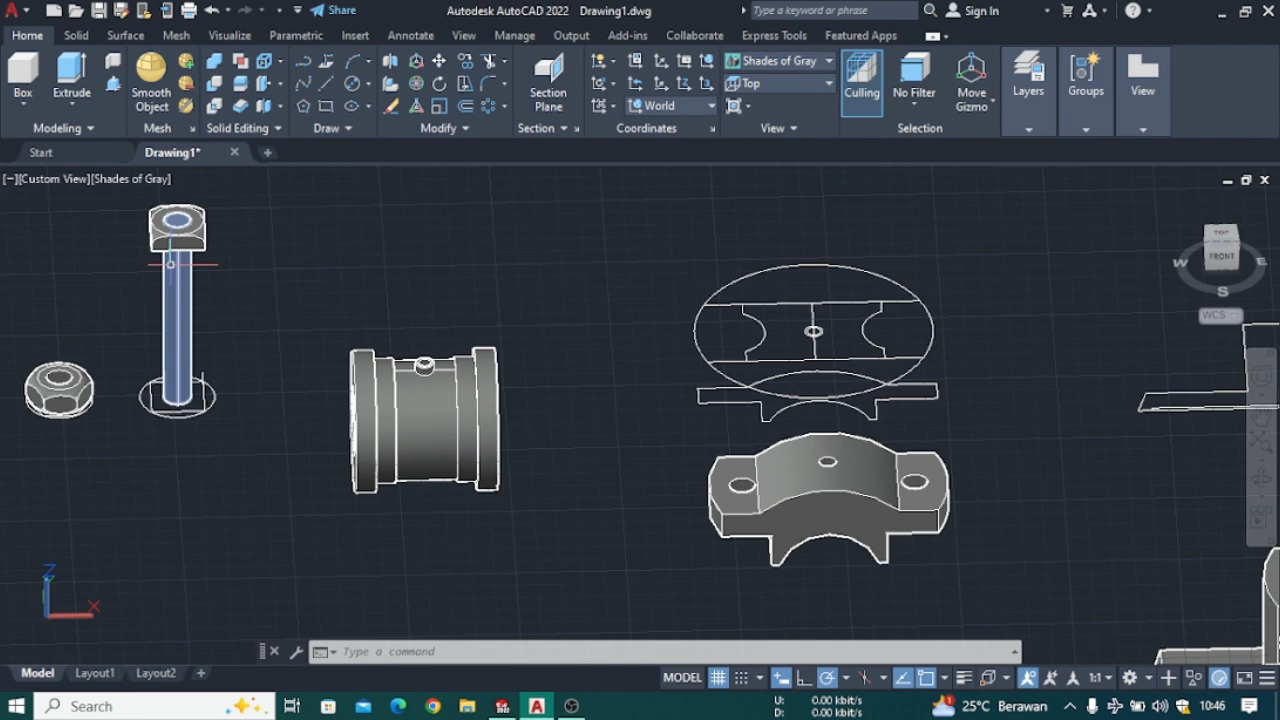 Share
Autodesk AutoCAD 2022 Drawing1.dwg
Type a keyword or phrase
Sign In
Home Solid Surface Mesh Visualize Parametric Insert Annotate View Manage Output Add-ins Collaborate Express Tools Featured Apps
Box
Extrude
Smooth
Object
Section
Plane
World
Shades of Gray
Top
Culling
No Filter
Move
Gizmo
Layers
Groups
View
Modeling
Mesh
Solid Editing
Draw
Modify
Section
Coordinates
View
Selection
Start
Drawing1*
[−][Custom View][Shades of Gray]
TOP
FRONT
W
E
S
WCS
Z
X
Type a command
Model
Layout1
Layout2
MODEL
1:1
Search
U: 0.00 kbit/s
D: 0.00 kbit/s
25°C Berawan
10:46